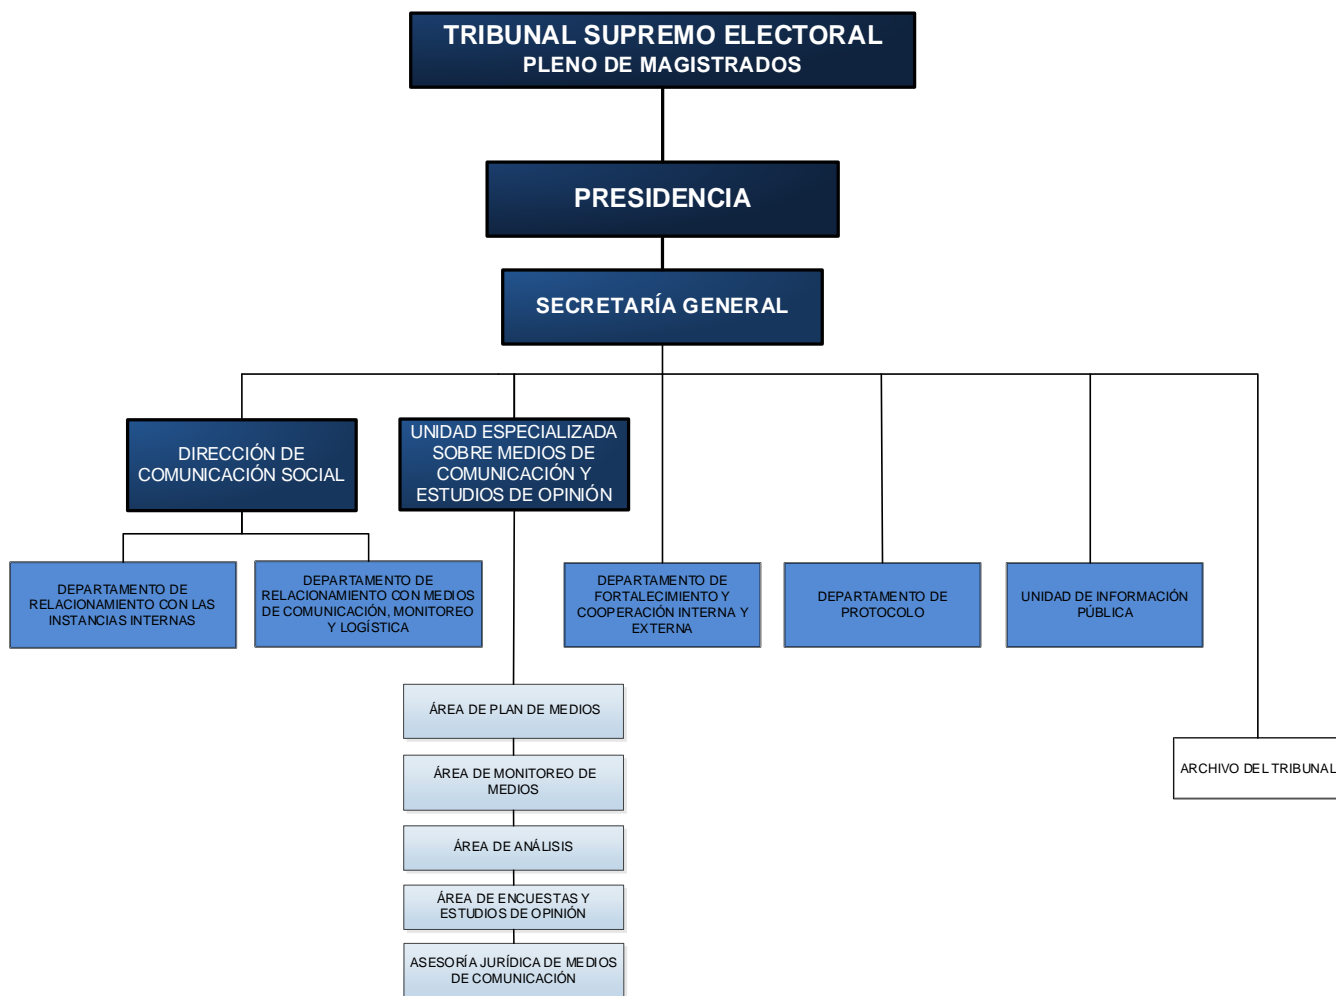 TRIBUNAL SUPREMO ELECTORAL
PLENO DE MAGISTRADOS
PRESIDENCIA
SECRETARÍA GENERAL
DIRECCIÓN DE
COMUNICACIÓN SOCIAL
UNIDAD ESPECIALIZADA
SOBRE MEDIOS DE
COMUNICACIÓN Y
ESTUDIOS DE OPINIÓN
DEPARTAMENTO DE
RELACIONAMIENTO CON LAS
INSTANCIAS INTERNAS
DEPARTAMENTO DE
RELACIONAMIENTO CON MEDIOS
DE COMUNICACIÓN, MONITOREO
Y LOGÍSTICA
DEPARTAMENTO DE
FORTALECIMIENTO Y
COOPERACIÓN INTERNA Y
EXTERNA
DEPARTAMENTO DE
PROTOCOLO
UNIDAD DE INFORMACIÓN
PÚBLICA
ÁREA DE PLAN DE MEDIOS
ÁREA DE MONITOREO DE
MEDIOS
ÁREA DE ANÁLISIS
ÁREA DE ENCUESTAS Y
ESTUDIOS DE OPINIÓN
ASESORÍA JURÍDICA DE MEDIOS
DE COMUNICACIÓN
ARCHIVO DEL TRIBUNAL